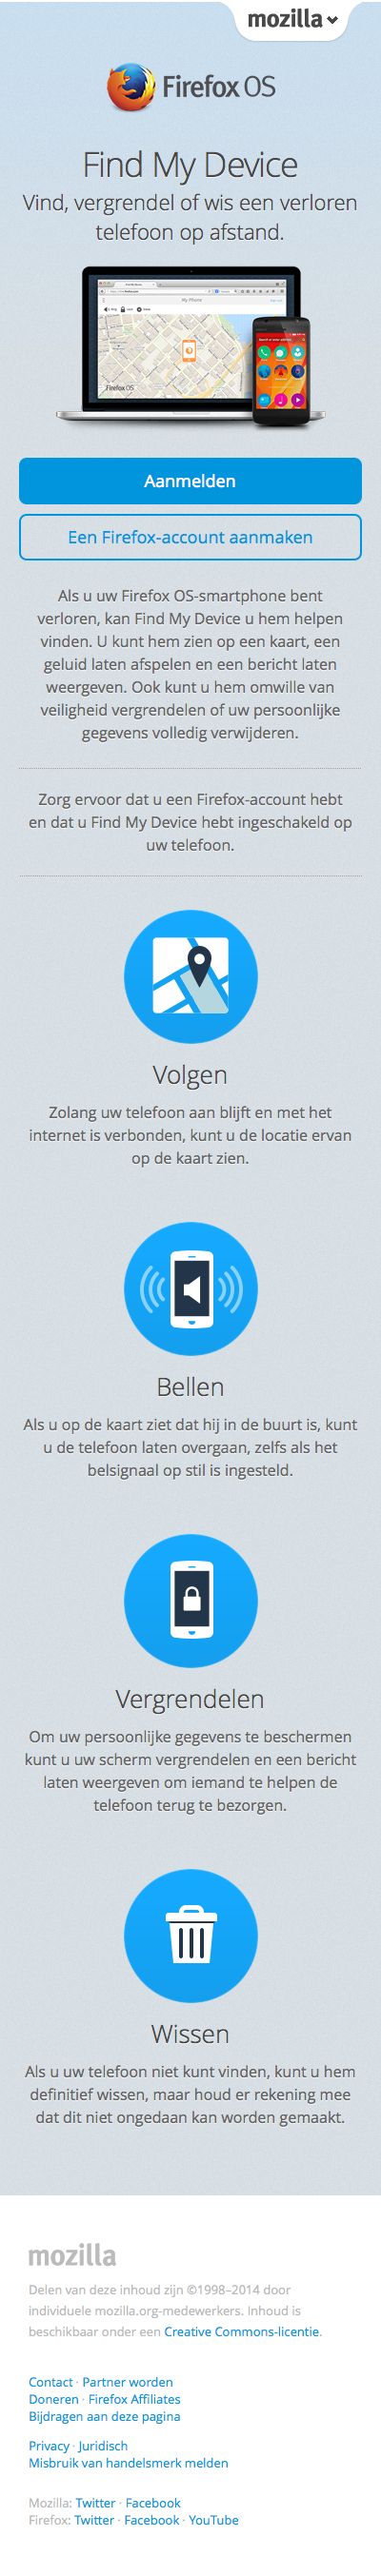 mozilla
Firefox OS
Find My Device
Vind, vergrendel of wis een verloren
telefoon op afstand.
My Phone
Firefox OS
Aanmelden
Een Firefox-account aanmaken
Als u uw Firefox OS-smartphone bent
verloren, kan Find My Device u hem helpen
vinden. U kunt hem zien op een kaart, een
geluid laten afspelen en een bericht laten
weergeven. Ook kunt u hem omwille van
veiligheid vergrendelen of uw persoonlijke
gegevens volledig verwijderen.
Zorg ervoor dat u een Firefox-account hebt
en dat u Find My Device hebt ingeschakeld op
uw telefoon.
Volgen
Zolang uw telefoon aan blijft en met het
internet is verbonden, kunt u de locatie ervan
op de kaart zien.
Bellen
Als u op de kaart ziet dat hij in de buurt is, kunt
u de telefoon laten overgaan, zelfs als het
belsignaal op stil is ingesteld.
Vergrendelen
Om uw persoonlijke gegevens te beschermen
kunt u uw scherm vergrendelen en een bericht
laten weergeven om iemand te helpen de
telefoon terug te bezorgen.
Wissen
Als u uw telefoon niet kunt vinden, kunt u hem
definitief wissen, maar houd er rekening mee
dat dit niet ongedaan kan worden gemaakt.
mozilla
Delen van deze inhoud zijn ©1998–2014 door
individuele mozilla.org-medewerkers. Inhoud is
beschikbaar onder een Creative Commons-licentie.
Contact · Partner worden
Doneren · Firefox Affiliates
Bijdragen aan deze pagina
Privacy · Juridisch
Misbruik van handelsmerk melden
Mozilla: Twitter · Facebook
Firefox: Twitter · Facebook · YouTube